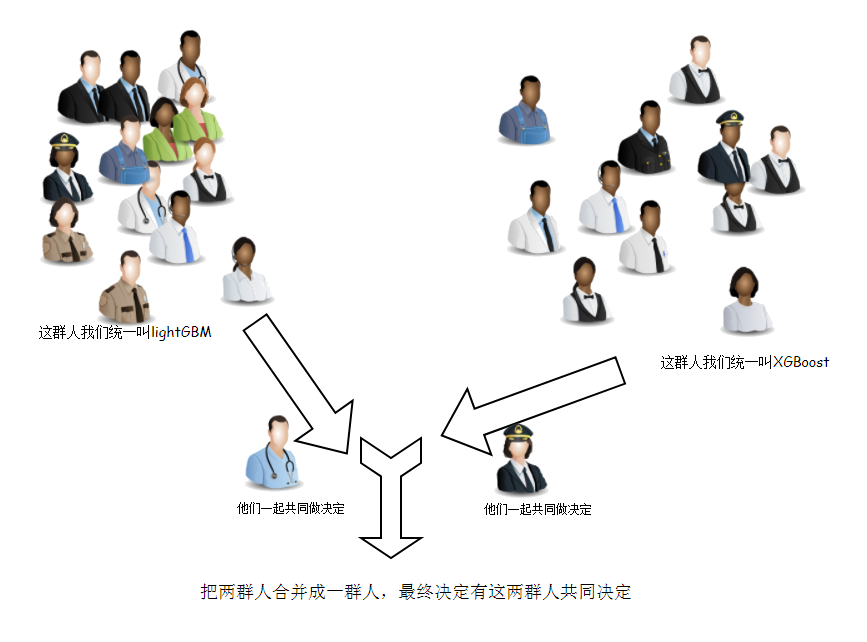 这群人我们统一叫lightGBM
这群人我们统一叫XGBoost
他们一起共同做决定
他们一起共同做决定
把两群人合并成一群人，最终决定有这两群人共同决定